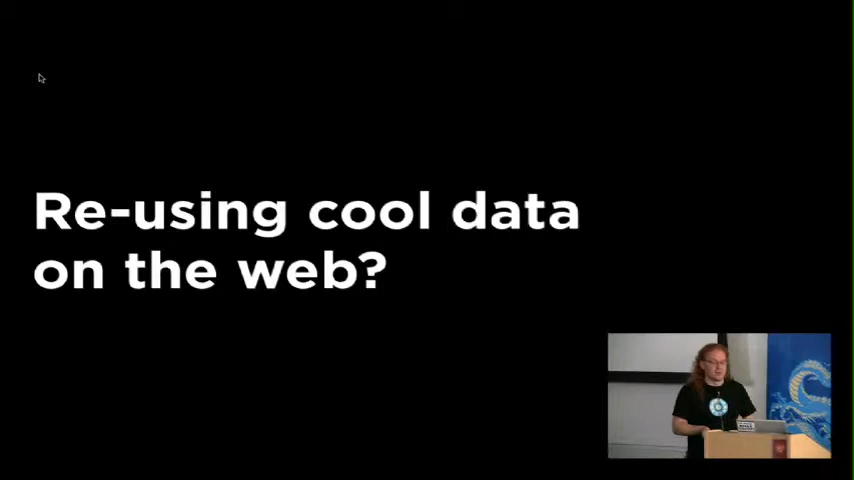 Re-using cool data
on the web?